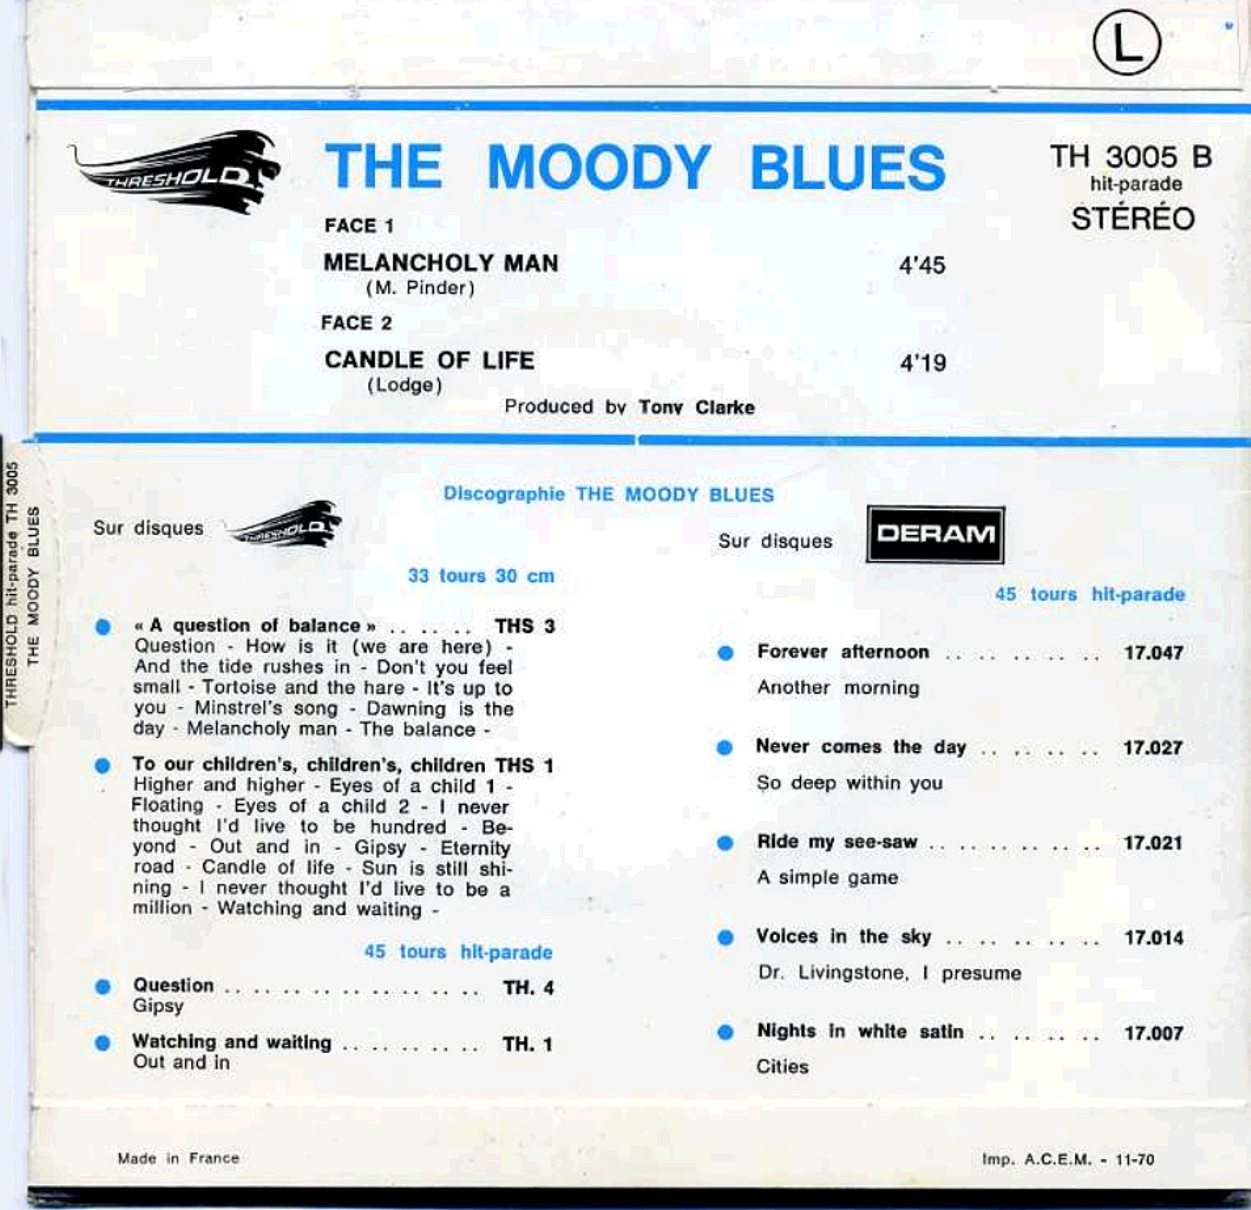 L
THRESHOLD
THE MOODY BLUES
TH 3005 B
hit-parade
STÉRÉO
FACE 1
MELANCHOLY MAN 4'45
(M. Pinder)
FACE 2
CANDLE OF LIFE 4'19
(Lodge)
Produced by Tony Clarke
THRESHOLD hit-parade TH 3005
THE MOODY BLUES
Discographie THE MOODY BLUES
Sur disques THRESHOLD
33 tours 30 cm
« A question of balance » .. .. .. THS 3
Question - How is it (we are here) -
And the tide rushes in - Don't you feel
small - Tortoise and the hare - It's up to
you - Minstrel's song - Dawning is the
day - Melancholy man - The balance -
To our children's, children's, children THS 1
Higher and higher - Eyes of a child 1 -
Floating - Eyes of a child 2 - I never
thought I'd live to be hundred - Be-
yond - Out and in - Gipsy - Eternity
road - Candle of life - Sun is still shi-
ning - I never thought I'd live to be a
million - Watching and waiting -
45 tours hit-parade
Question .. .. .. .. .. .. .. .. .. TH. 4
Gipsy
Watching and waiting .. .. .. .. .. TH. 1
Out and in
Sur disques DERAM
45 tours hit-parade
Forever afternoon .. .. .. .. .. .. 17.047
Another morning
Never comes the day .. .. .. .. 17.027
So deep within you
Ride my see-saw .. .. .. .. .. .. 17.021
A simple game
Voices in the sky .. .. .. .. .. .. 17.014
Dr. Livingstone, I presume
Nights in white satin .. .. .. .. 17.007
Cities
Made in France
Imp. A.C.E.M. - 11-70